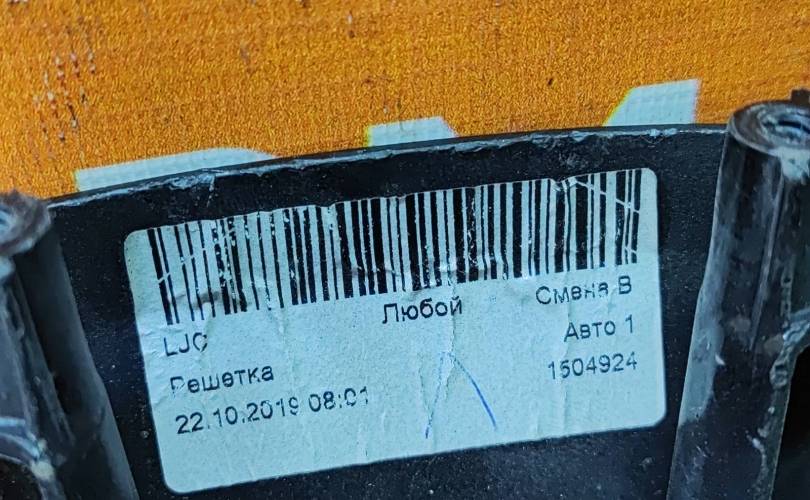 LJC Любой Смена В
Решетка Авто 1
22.10.2019 08:01 1504924